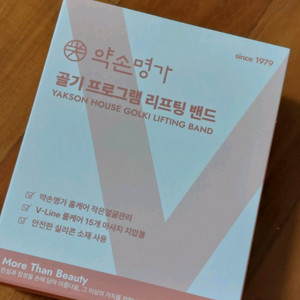 약손명가
since 1979
골기 프로그램 리프팅 밴드
YAKSON HOUSE GOLKI LIFTING BAND
약손명가 홈케어 작은얼굴관리
V-Line 풀케어 15개 마사지 지압볼
안전한 실리콘 소재 사용
More Than Beauty